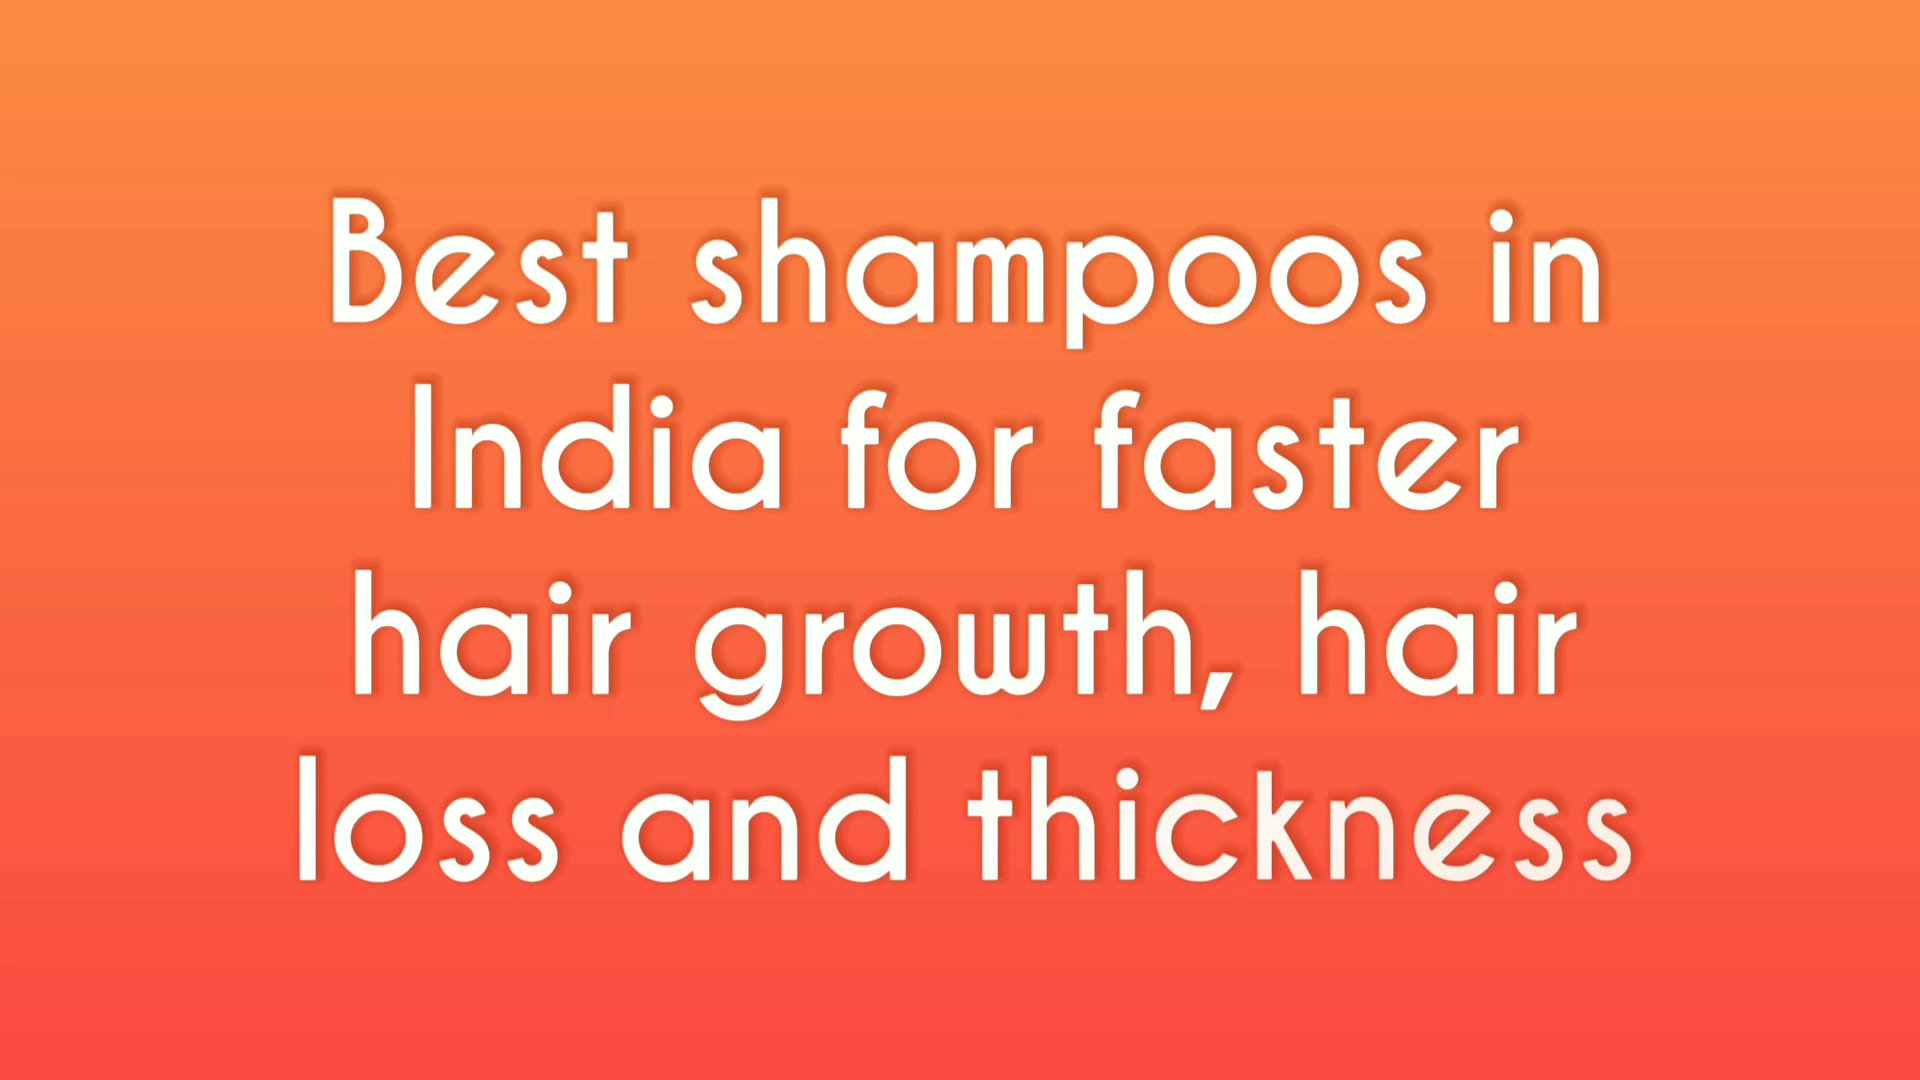 Best shampoos in
India for faster
hair growth, hair
loss and thickness